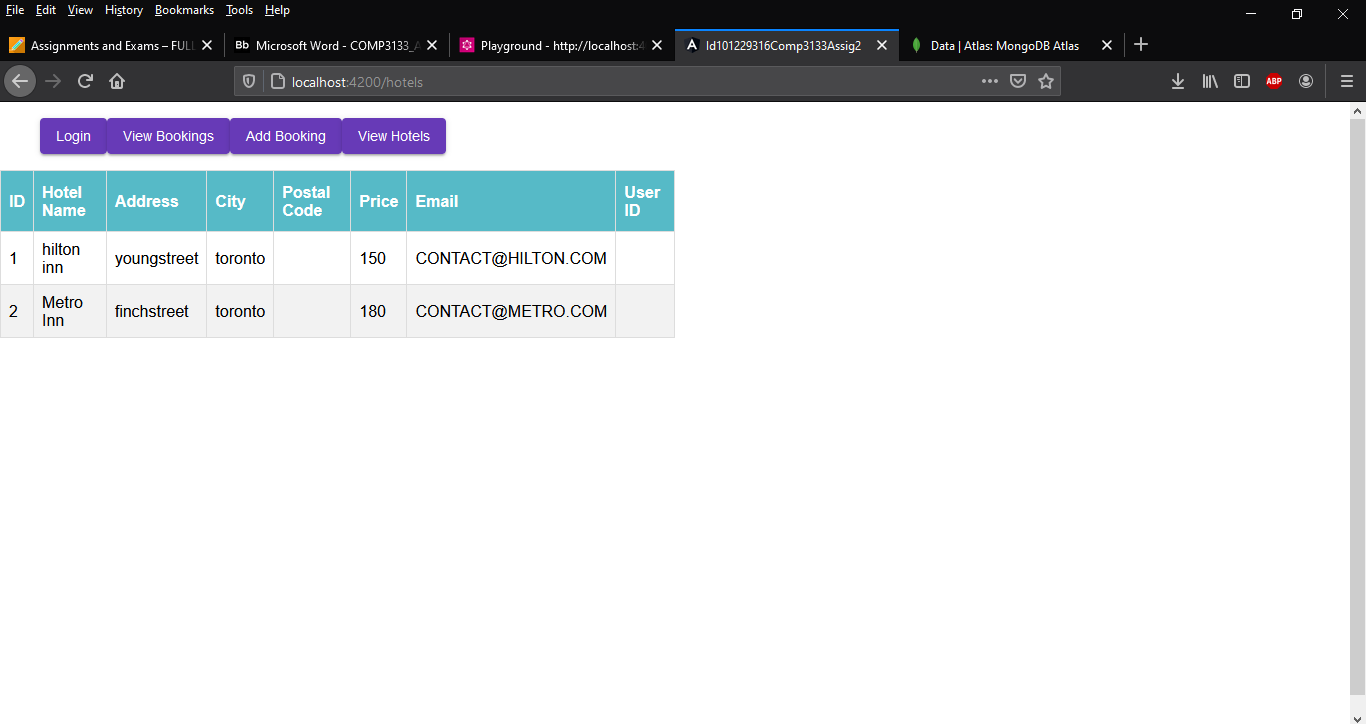 File Edit View History Bookmarks Tools Help
Assignments and Exams – FULL
Bb Microsoft Word - COMP3133_A
Playground - http://localhost:4
Id101229316Comp3133Assig2
Data | Atlas: MongoDB Atlas
localhost:4200/hotels
ABP
Login View Bookings Add Booking View Hotels
ID Hotel Name Address City Postal Code Price Email User ID
1 hilton inn youngstreet toronto 150 CONTACT@HILTON.COM
2 Metro Inn finchstreet toronto 180 CONTACT@METRO.COM